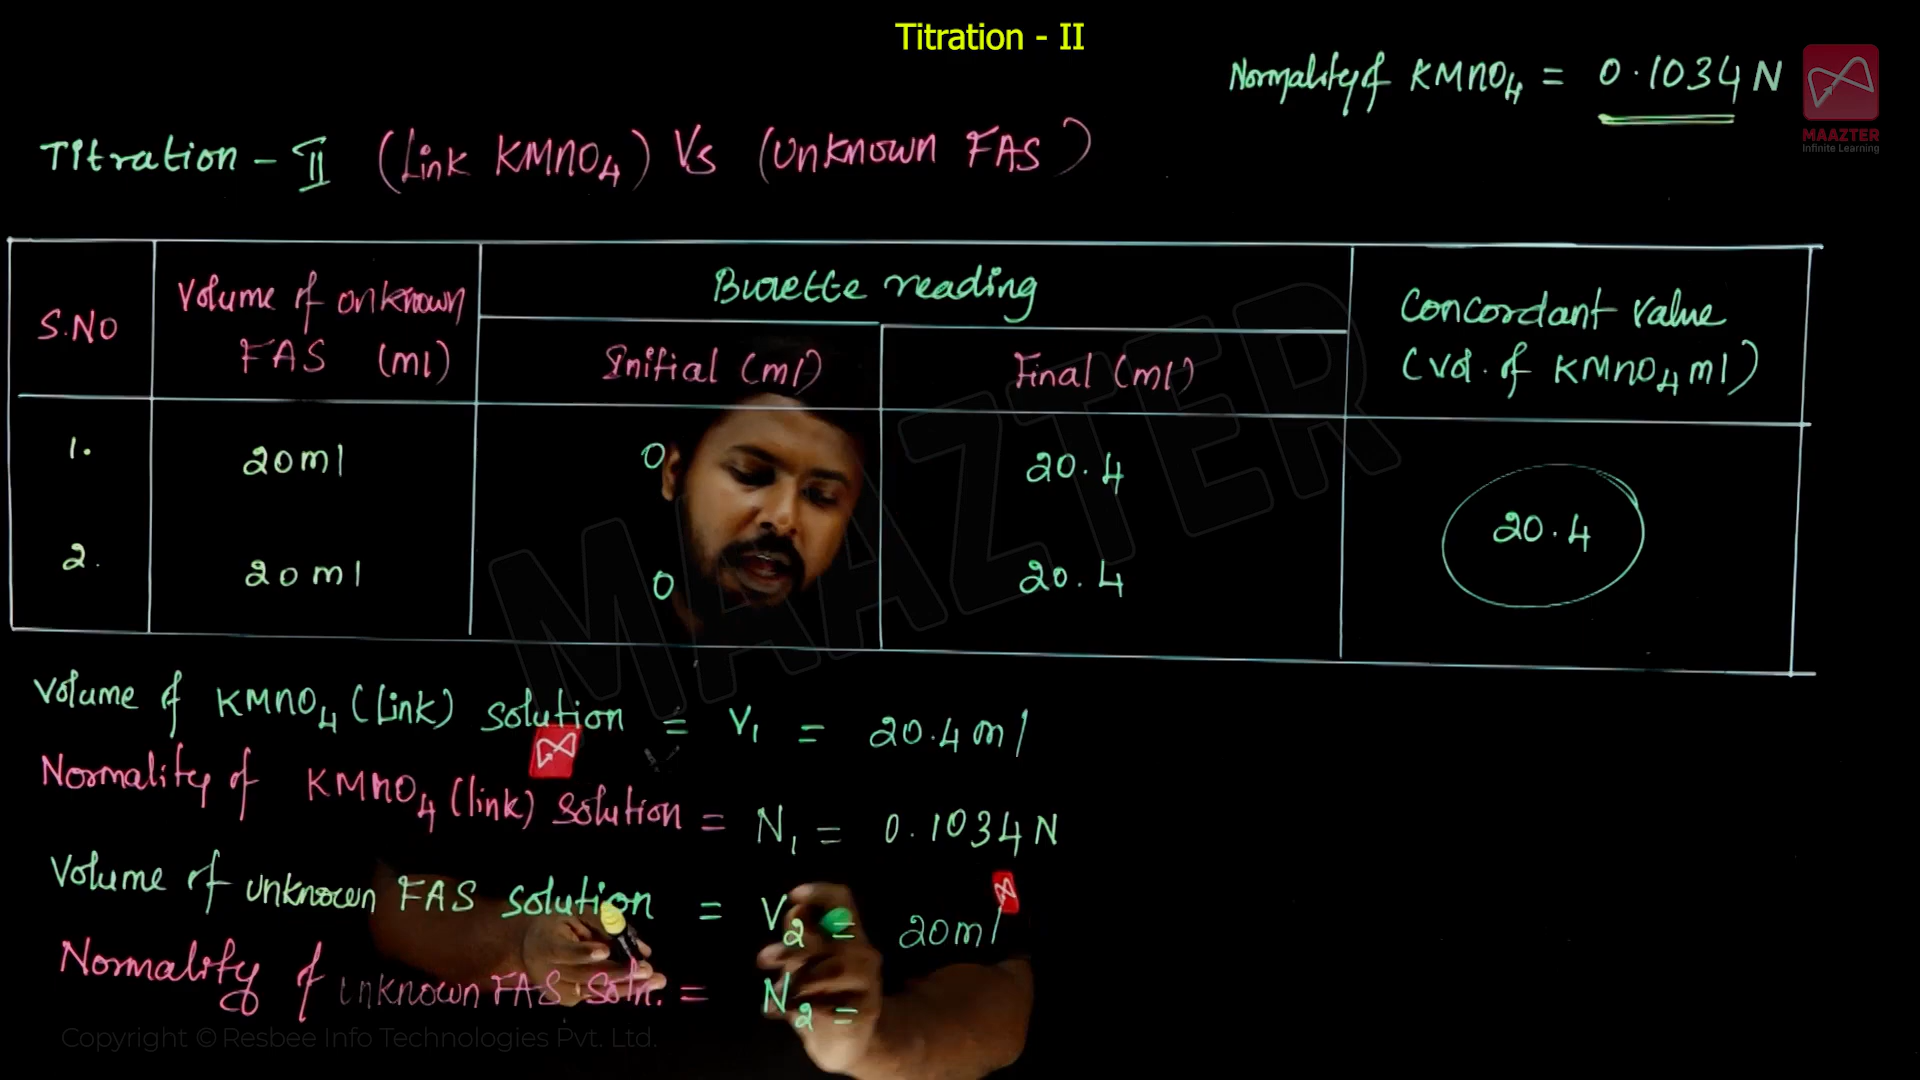 Titration - II
Normality of KMnO4 = 0.1034 N
MAAZTER
Infinite Learning
Titration - II (Link KMnO4) Vs (Unknown FAS)
S.NO
Volume of unknown FAS (ml)
Burette reading
Initial (ml)
Final (ml)
Concordant Value (Vol. of KMnO4 ml)
1. 20ml 0 20.4
20.4
2. 20ml 0 20.4
MAAZTER
Volume of KMnO4 (Link) solution = V1 = 20.4ml
Normality of KMnO4 (link) solution = N1 = 0.1034 N
Volume of unknown FAS solution = V2 = 20ml
Normality of unknown FAS soln. = N2 =
Copyright © Resbee Info Technologies Pvt. Ltd.